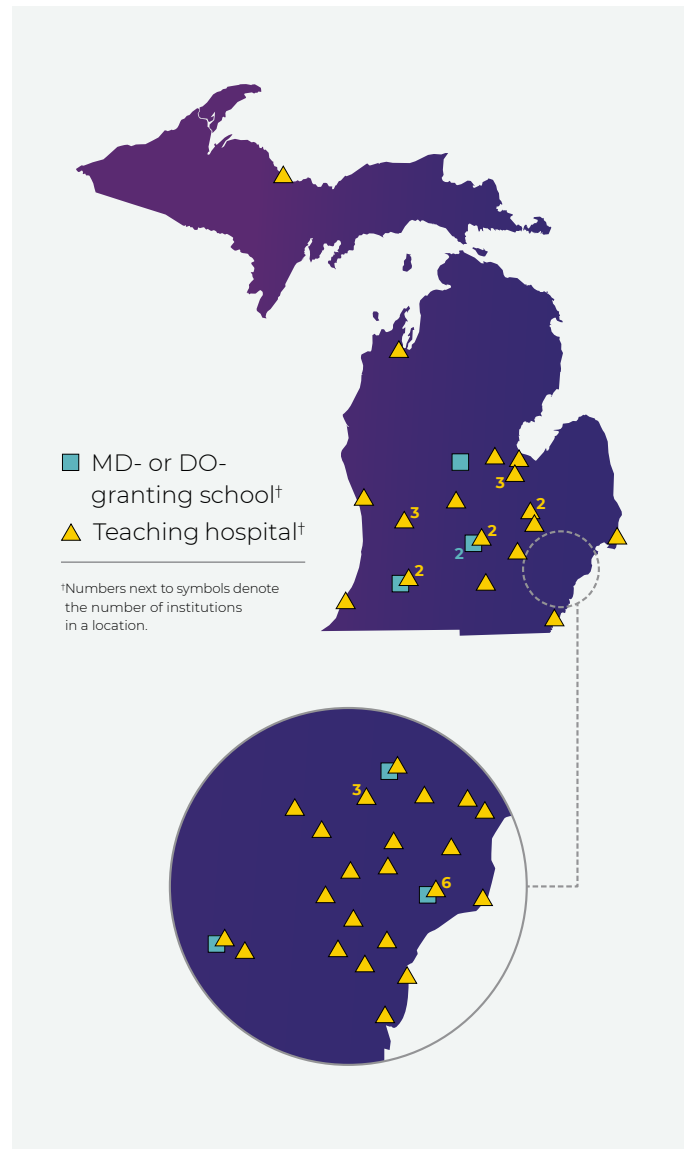 MD- or DO-
granting school†
Teaching hospital†
†Numbers next to symbols denote
the number of institutions
in a location.
3
2
3
2
2
2
3
6